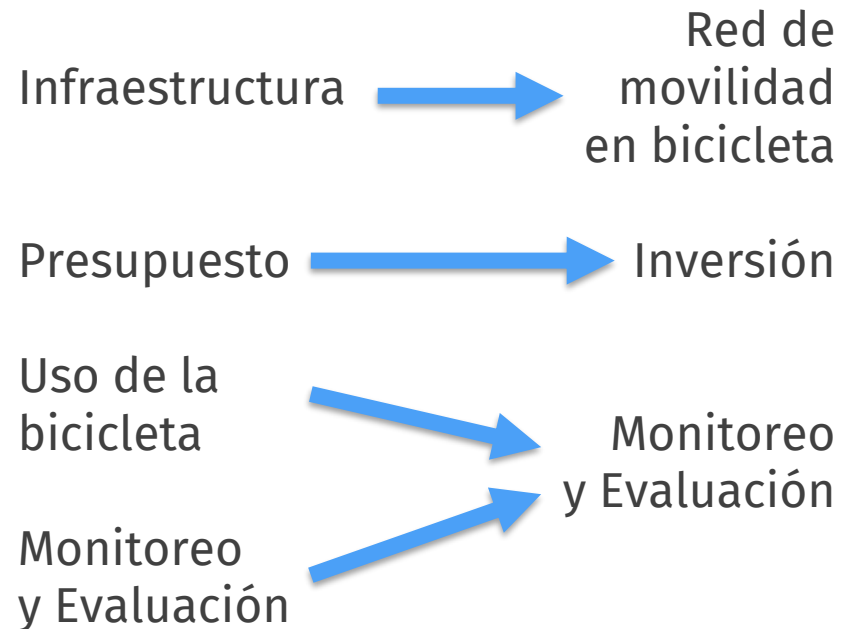 Infraestructura
Red de
movilidad
en bicicleta
Presupuesto
Inversión
Uso de la
bicicleta
Monitoreo
y Evaluación
Monitoreo
y Evaluación